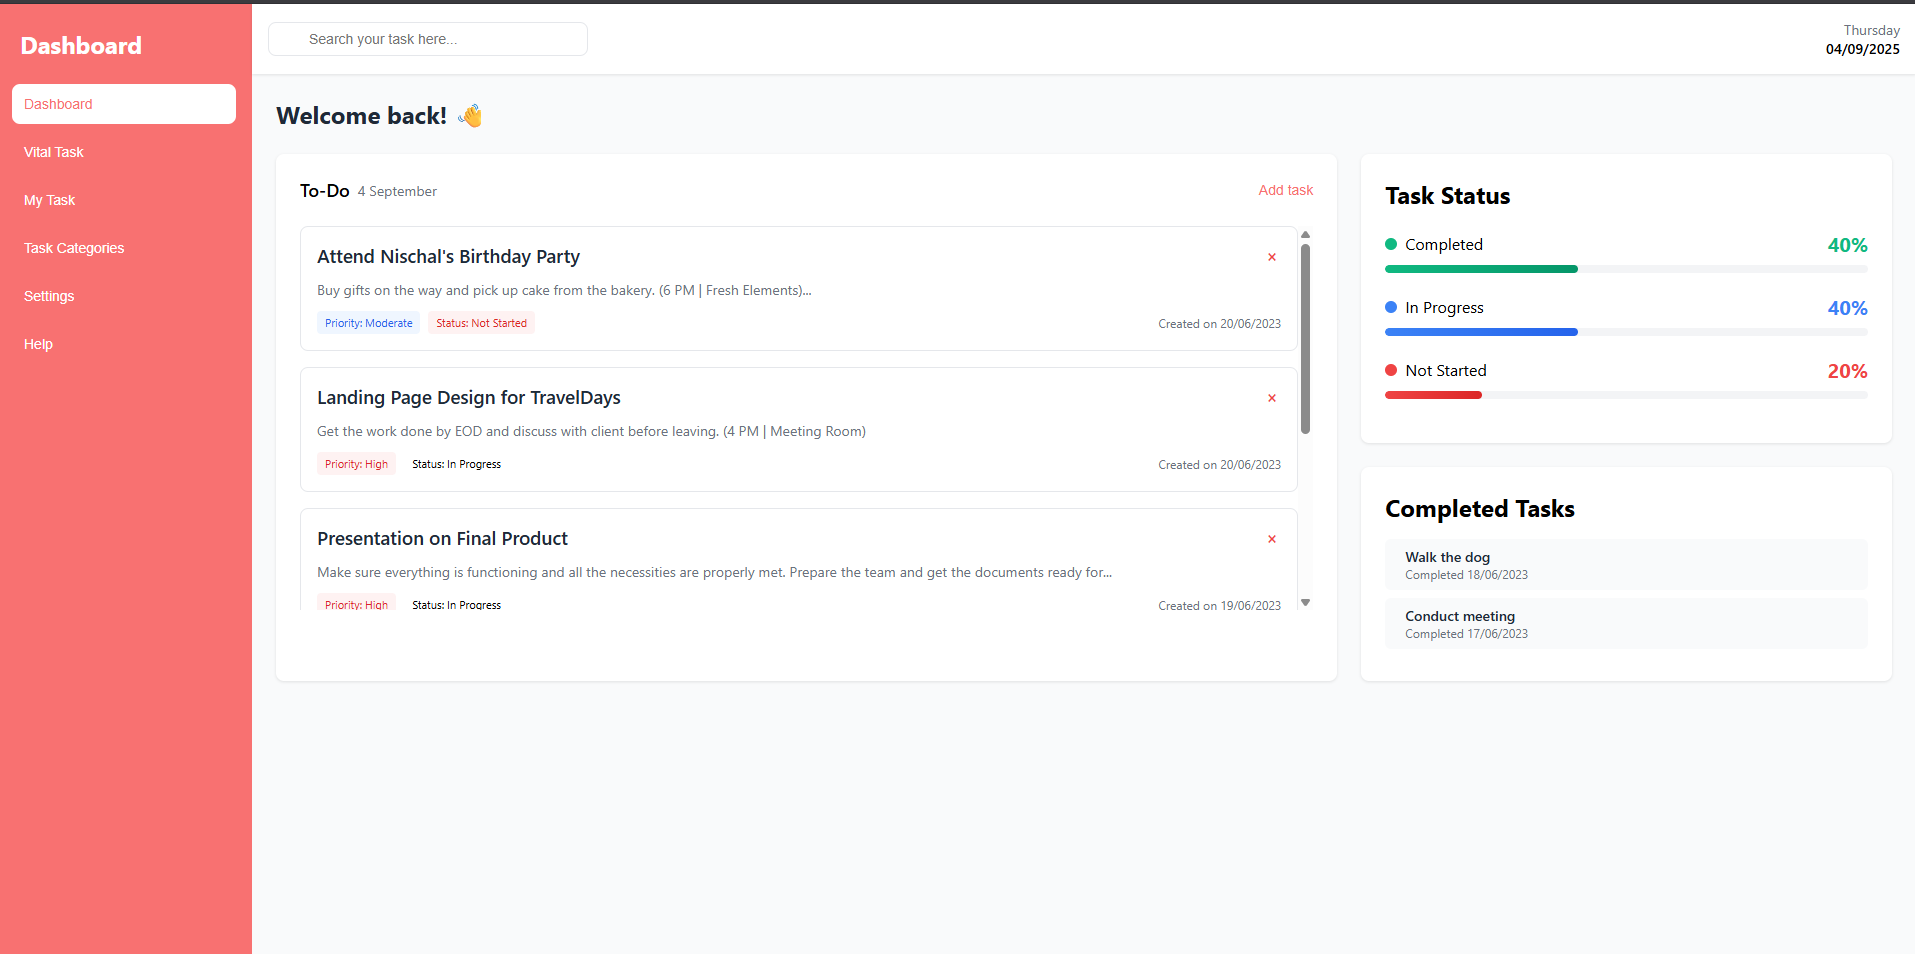 Dashboard
Dashboard
Vital Task
My Task
Task Categories
Settings
Help
Search your task here...
Thursday
04/09/2025
Welcome back! 👋
To-Do 4 September
Add task
Attend Nischal's Birthday Party
×
Buy gifts on the way and pick up cake from the bakery. (6 PM | Fresh Elements)...
Priority: Moderate Status: Not Started Created on 20/06/2023
Landing Page Design for TravelDays
×
Get the work done by EOD and discuss with client before leaving. (4 PM | Meeting Room)
Priority: High Status: In Progress Created on 20/06/2023
Presentation on Final Product
×
Make sure everything is functioning and all the necessities are properly met. Prepare the team and get the documents ready for...
Priority: High Status: In Progress Created on 19/06/2023
Task Status
Completed 40%
In Progress 40%
Not Started 20%
Completed Tasks
Walk the dog
Completed 18/06/2023
Conduct meeting
Completed 17/06/2023